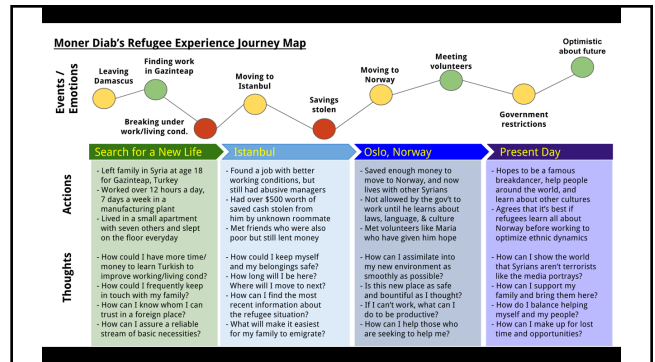 Moner Diab's Refugee Experience Journey Map
Events /
Emotions
Leaving
Damascus
Finding work
in Gazinteap
Breaking under
work/living cond.
Moving to
Istanbul
Savings
stolen
Moving to
Norway
Meeting
volunteers
Government
restrictions
Optimistic
about future
Search for a New Life
Istanbul
Oslo, Norway
Present Day
Actions
- Left family in Syria at age 18
for Gazinteap, Turkey
- Worked over 12 hours a day,
7 days a week in a
manufacturing plant
- Lived in a small apartment
with seven others and slept
on the floor everyday
- Found a job with better
working conditions, but
still had abusive managers
- Had over $500 worth of
saved cash stolen from
him by unknown roommate
- Met friends who were also
poor but still lent money
- Saved enough money to
move to Norway, and now
lives with other Syrians
- Not allowed by the gov't to
work until he learns about
laws, language, & culture
- Met volunteers like Maria
who have given him hope
- Hopes to be a famous
breakdancer, help people
around the world, and
learn about other cultures
- Agrees that it's best if
refugees learn all about
Norway before working to
optimize ethnic dynamics
Thoughts
- How could I have more time/
money to learn Turkish to
improve working/living cond?
- How could I frequently keep
in touch with my family?
- How can I know whom I can
trust in a foreign place?
- How can I assure a reliable
stream of basic necessities?
- How could I keep myself
and my belongings safe?
- How long will I be here?
Where will I move to next?
- How can I find the most
recent information about
the refugee situation?
- What will make it easiest
for my family to emigrate?
- How can I assimilate into
my new environment as
smoothly as possible?
- Is this new place as safe
and bountiful as I thought?
- If I can't work, what can I
do to be productive?
- How can I help those who
are seeking to help me?
- How can I show the world
that Syrians aren't terrorists
like the media portrays?
- How can I support my
family and bring them here?
- How do I balance helping
myself and my people?
- How can I make up for lost
time and opportunities?